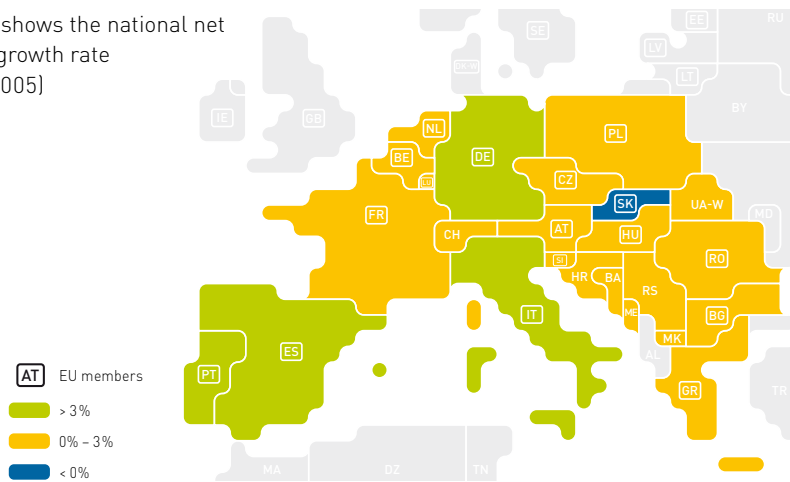 shows the national net
growth rate
005)
RU
EE
SE
LV
DK-W
LT
IE
GB
BY
NL
PL
DE
BE
CZ
LU
SK
UA-W
FR
MD
AT
CH
HU
SI
RO
HR
BA
RS
ME
IT
BG
MK
ES
AL
PT
GR
TR
MA
DZ
TN
AT EU members
> 3%
0% – 3%
< 0%